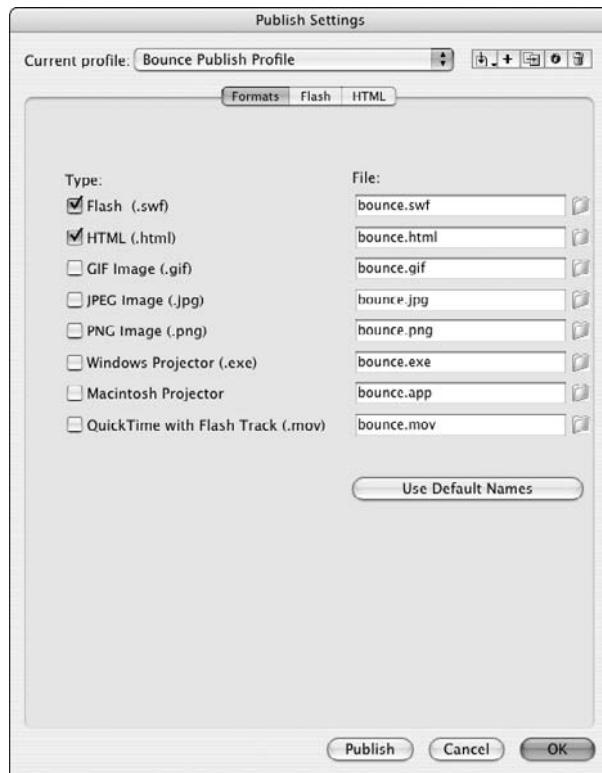 Publish Settings
Current profile: Bounce Publish Profile
Formats Flash HTML
Type: File:
Flash (.swf) bounce.swf
HTML (.html) bounce.html
GIF Image (.gif) bounce.gif
JPEG Image (.jpg) bounce.jpg
PNG Image (.png) bounce.png
Windows Projector (.exe) bounce.exe
Macintosh Projector bounce.app
QuickTime with Flash Track (.mov) bounce.mov
Use Default Names
Publish Cancel OK